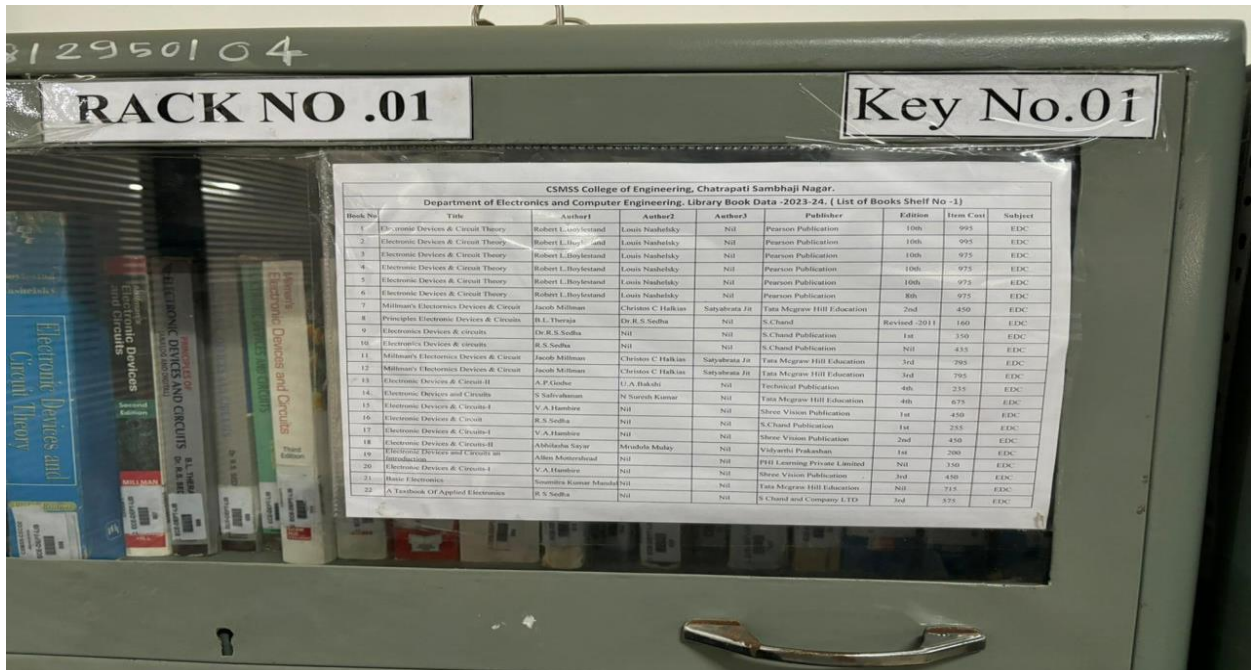 812950104
RACK NO .01
Key No.01
CSMSS College of Engineering, Chatrapati Sambhaji Nagar.
Department of Electronics and Computer Engineering. Library Book Data -2023-24. ( List of Books Shelf No -1)
Book No Title Author1 Author2 Author3 Publisher Edition Item Cost Subject
1 Electronic Devices & Circuit Theory Robert L.Boylestand Louis Nashelsky Nil Pearson Publication 10th 995 EDC
2 Electronic Devices & Circuit Theory Robert L.Boylestand Louis Nashelsky Nil Pearson Publication 10th 995 EDC
3 Electronic Devices & Circuit Theory Robert L.Boylestand Louis Nashelsky Nil Pearson Publication 10th 975 EDC
4 Electronic Devices & Circuit Theory Robert L.Boylestand Louis Nashelsky Nil Pearson Publication 10th 975 EDC
5 Electronic Devices & Circuit Theory Robert L.Boylestand Louis Nashelsky Nil Pearson Publication 10th 975 EDC
6 Electronic Devices & Circuit Theory Robert L.Boylestand Louis Nashelsky Nil Pearson Publication 8th 975 EDC
7 Millman's Electornics Devices & Circuit Jacob Millman Christos C Halkias Satyabrata Jit Tata Mcgraw Hill Education 2nd 450 EDC
8 Principles Electronic Devices & Circuits B.L. Theraja Dr.R.S.Sedha Nil S.Chand Revised -2011 160 EDC
9 Electronics Devices & circuits Dr.R.S.Sedha Nil Nil S.Chand Publication 1st 350 EDC
10 Electronics Devices & circuits R.S.Sedha Nil Nil S.Chand Publication Nil 435 EDC
11 Millman's Electornics Devices & Circuit Jacob Millman Christos C Halkias Satyabrata Jit Tata Mcgraw Hill Education 3rd 795 EDC
12 Millman's Electornics Devices & Circuit Jacob Millman Christos C Halkias Satyabrata Jit Tata Mcgraw Hill Education 3rd 795 EDC
13 Electronic Devices & Circuit-II A.P.Godse U.A.Bakshi Nil Technical Publication 4th 235 EDC
14 Electronic Devices and Circuits S Salivahanan N Suresh Kumar Nil Tata Mcgraw Hill Education 4th 675 EDC
15 Electronic Devices & Circuits-I V.A.Hambire Nil Nil Shree Vision Publication 1st 450 EDC
16 Electronic Devices & Circuit R.S.Sedha Nil Nil S.Chand Publication 1st 255 EDC
17 Electronic Devices & Circuits-I V.A.Hambire Nil Nil Shree Vision Publication 2nd 450 EDC
18 Electronic Devices & Circuits-II Abhilasha Sayar Mrudula Mulay Nil Vidyarthi Prakashan 1st 200 EDC
19 Electronic Devices and Circuits an Introduction Allen Mottershead Nil Nil PHI Learning Private Limited Nil 350 EDC
20 Electronic Devices & Circuits-I V.A.Hambire Nil Nil Shree Vision Publication 3rd 450 EDC
21 Basic Electronics Soumitra Kumar Mandal Nil Nil Tata Mcgraw Hill Education Nil 715 EDC
22 A Textbook Of Applied Electronics R.S Sedha Nil Nil S Chand and Company LTD 3rd 575 EDC
Electronic Devices and
Circuit Theory
Electronic Devices
and Circuits
Second
Edition
MILLMAN
PRINCIPLES OF
ELECTRONIC DEVICES AND CIRCUITS
B.L. THERAJA
Electronic Devices and Circuits
Third
Edition